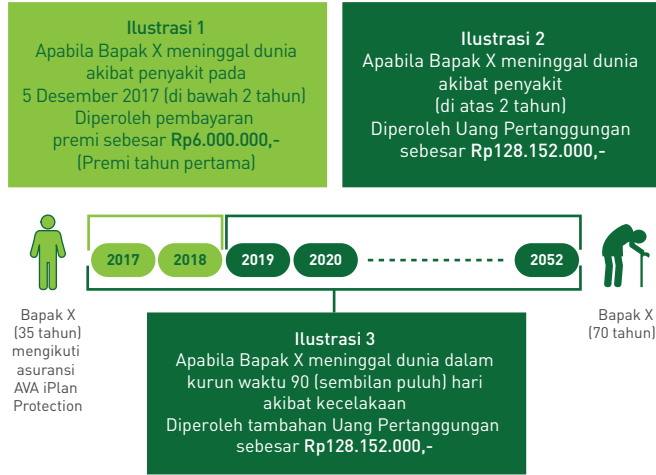 Ilustrasi 1
Apabila Bapak X meninggal dunia
akibat penyakit pada
5 Desember 2017 (di bawah 2 tahun)
Diperoleh pembayaran
premi sebesar Rp6.000.000,-
(Premi tahun pertama)
Ilustrasi 2
Apabila Bapak X meninggal dunia
akibat penyakit
(di atas 2 tahun)
Diperoleh Uang Pertanggungan
sebesar Rp128.152.000,-
2017 2018 2019 2020 2052
Bapak X
(35 tahun)
mengikuti
asuransi
AVA iPlan
Protection
Bapak X
(70 tahun)
Ilustrasi 3
Apabila Bapak X meninggal dunia dalam
kurun waktu 90 (sembilan puluh) hari
akibat kecelakaan
Diperoleh tambahan Uang Pertanggungan
sebesar Rp128.152.000,-